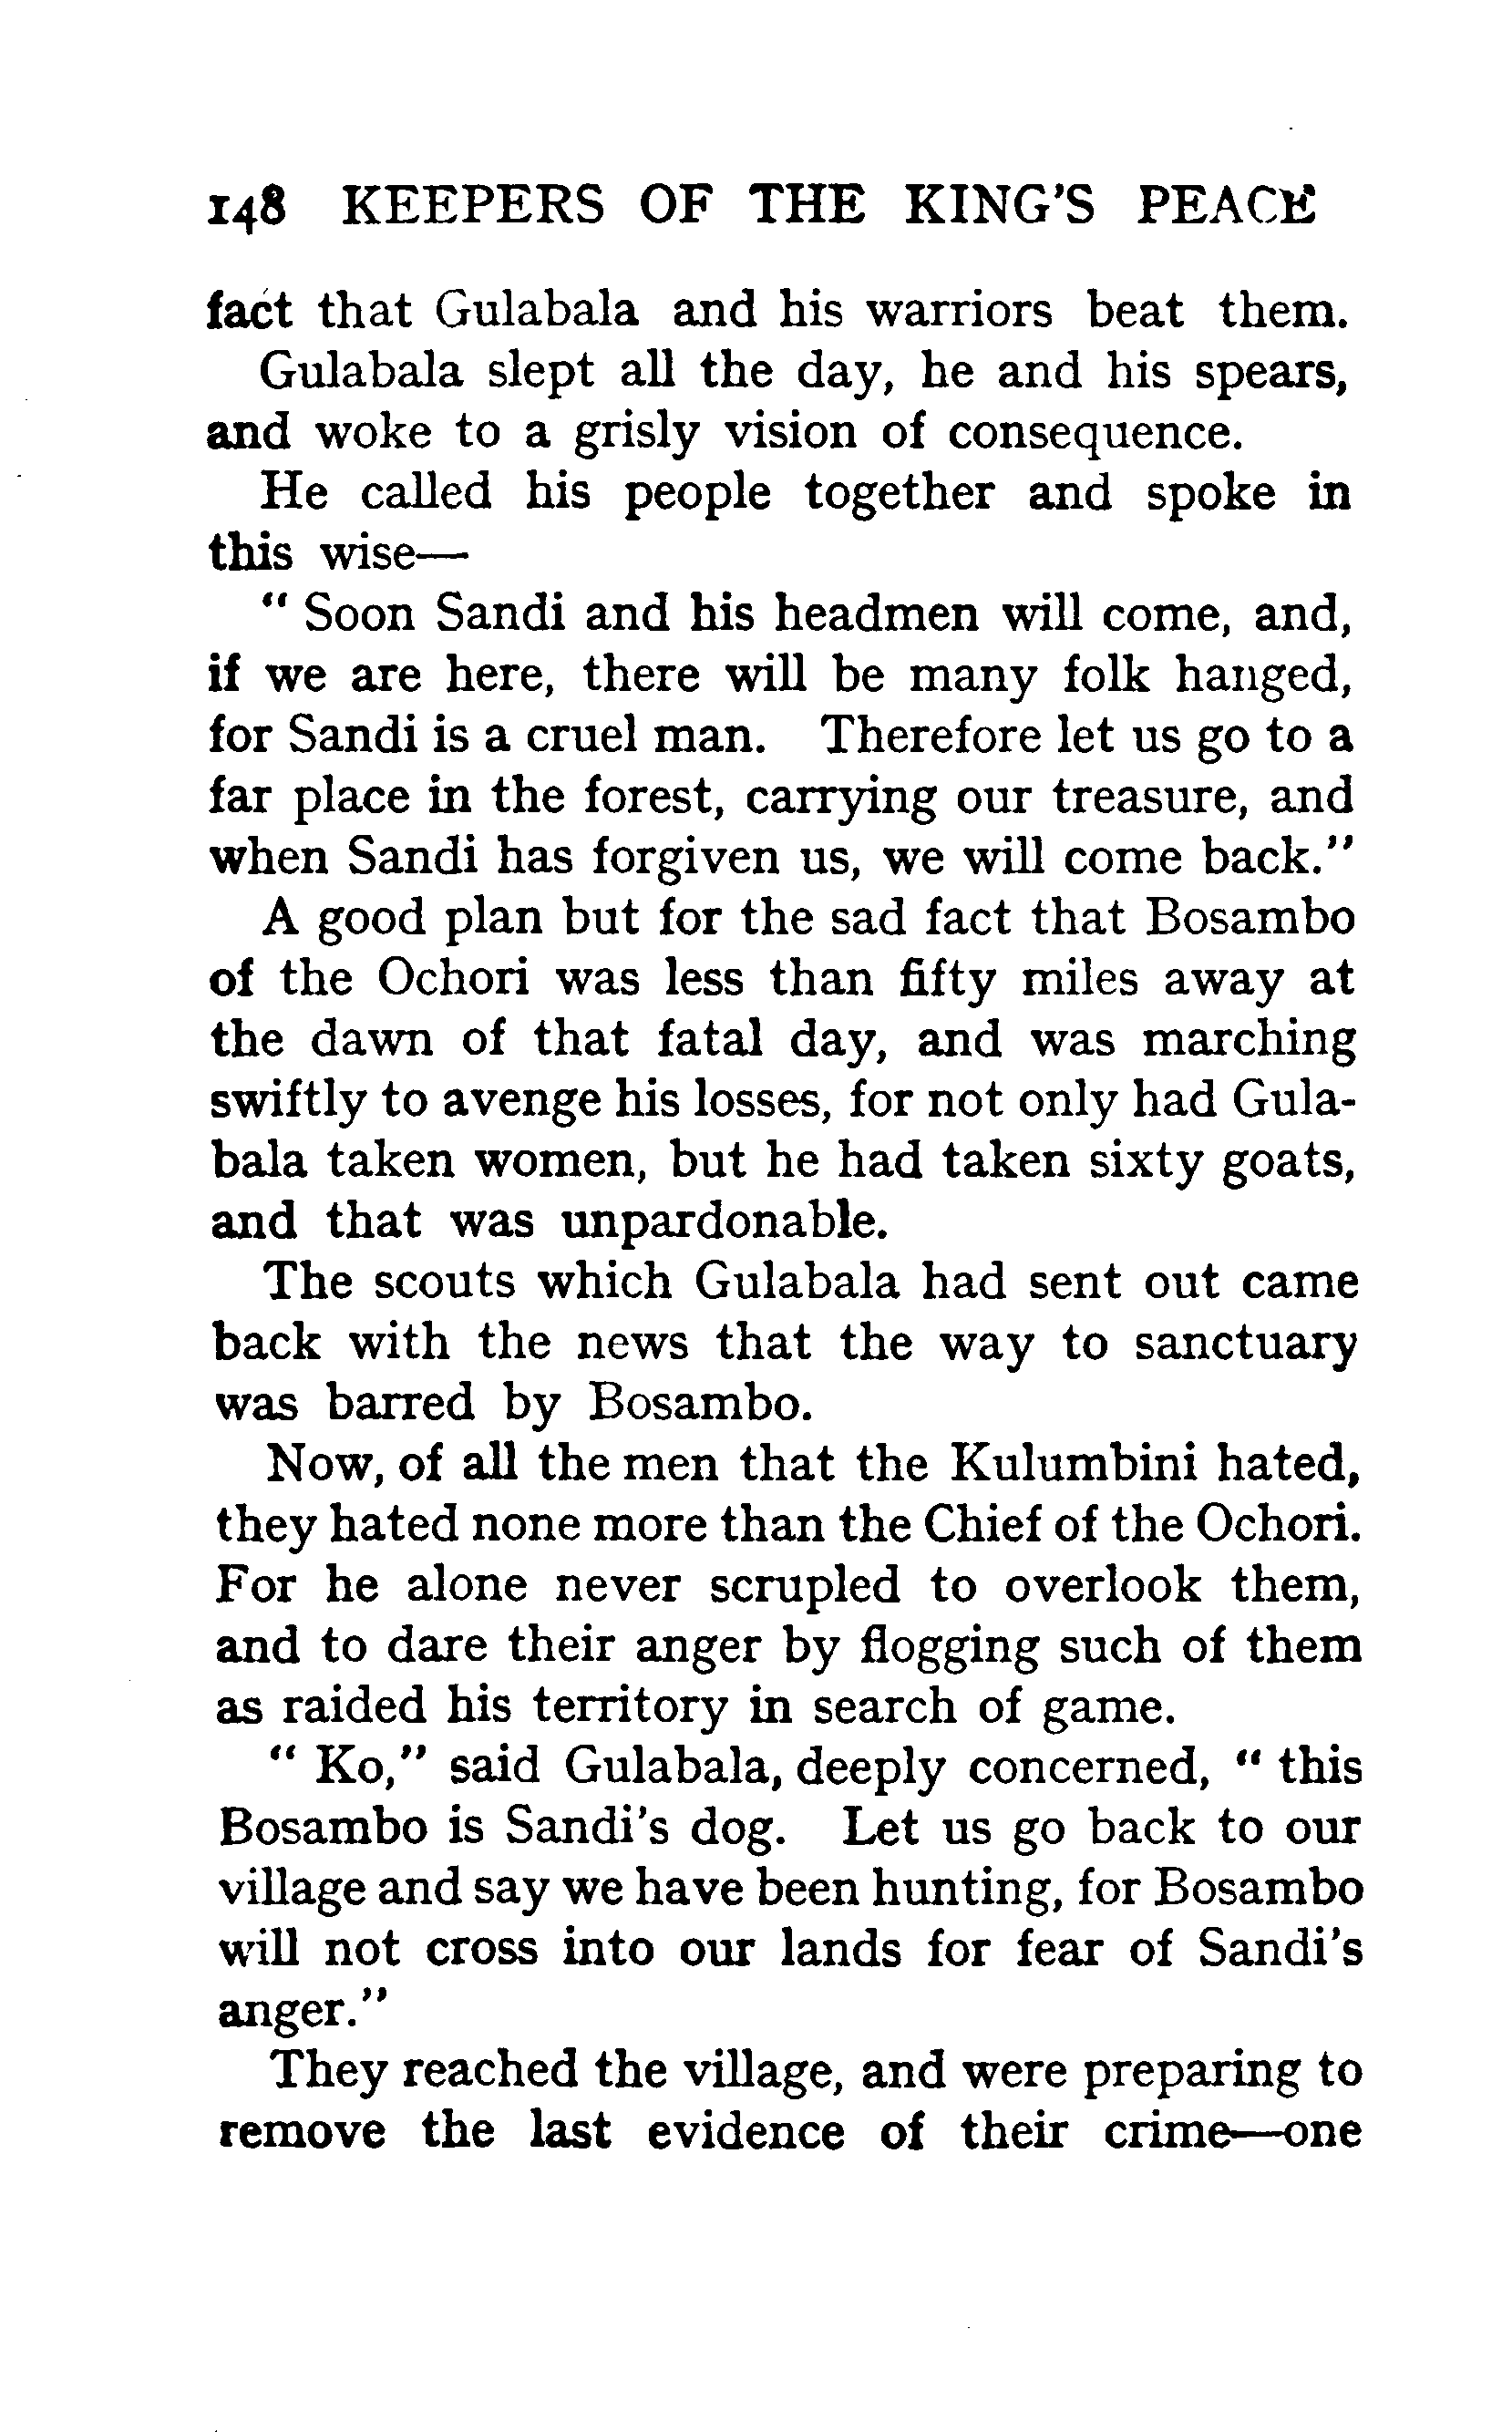 148 KEEPERS OF THE KING'S PEACE
fact that Gulabala and his warriors beat them.
Gulabala slept all the day, he and his spears,
and woke to a grisly vision of consequence.
He called his people together and spoke in
this wise—
" Soon Sandi and his headmen will come, and,
if we are here, there will be many folk hanged,
for Sandi is a cruel man. Therefore let us go to a
far place in the forest, carrying our treasure, and
when Sandi has forgiven us, we will come back."
A good plan but for the sad fact that Bosambo
of the Ochori was less than fifty miles away at
the dawn of that fatal day, and was marching
swiftly to avenge his losses, for not only had Gula-
bala taken women, but he had taken sixty goats,
and that was unpardonable.
The scouts which Gulabala had sent out came
back with the news that the way to sanctuary
was barred by Bosambo.
Now, of all the men that the Kulumbini hated,
they hated none more than the Chief of the Ochori.
For he alone never scrupled to overlook them,
and to dare their anger by flogging such of them
as raided his territory in search of game.
" Ko," said Gulabala, deeply concerned, " this
Bosambo is Sandi's dog. Let us go back to our
village and say we have been hunting, for Bosambo
will not cross into our lands for fear of Sandi's
anger."
They reached the village, and were preparing to
remove the last evidence of their crime—one